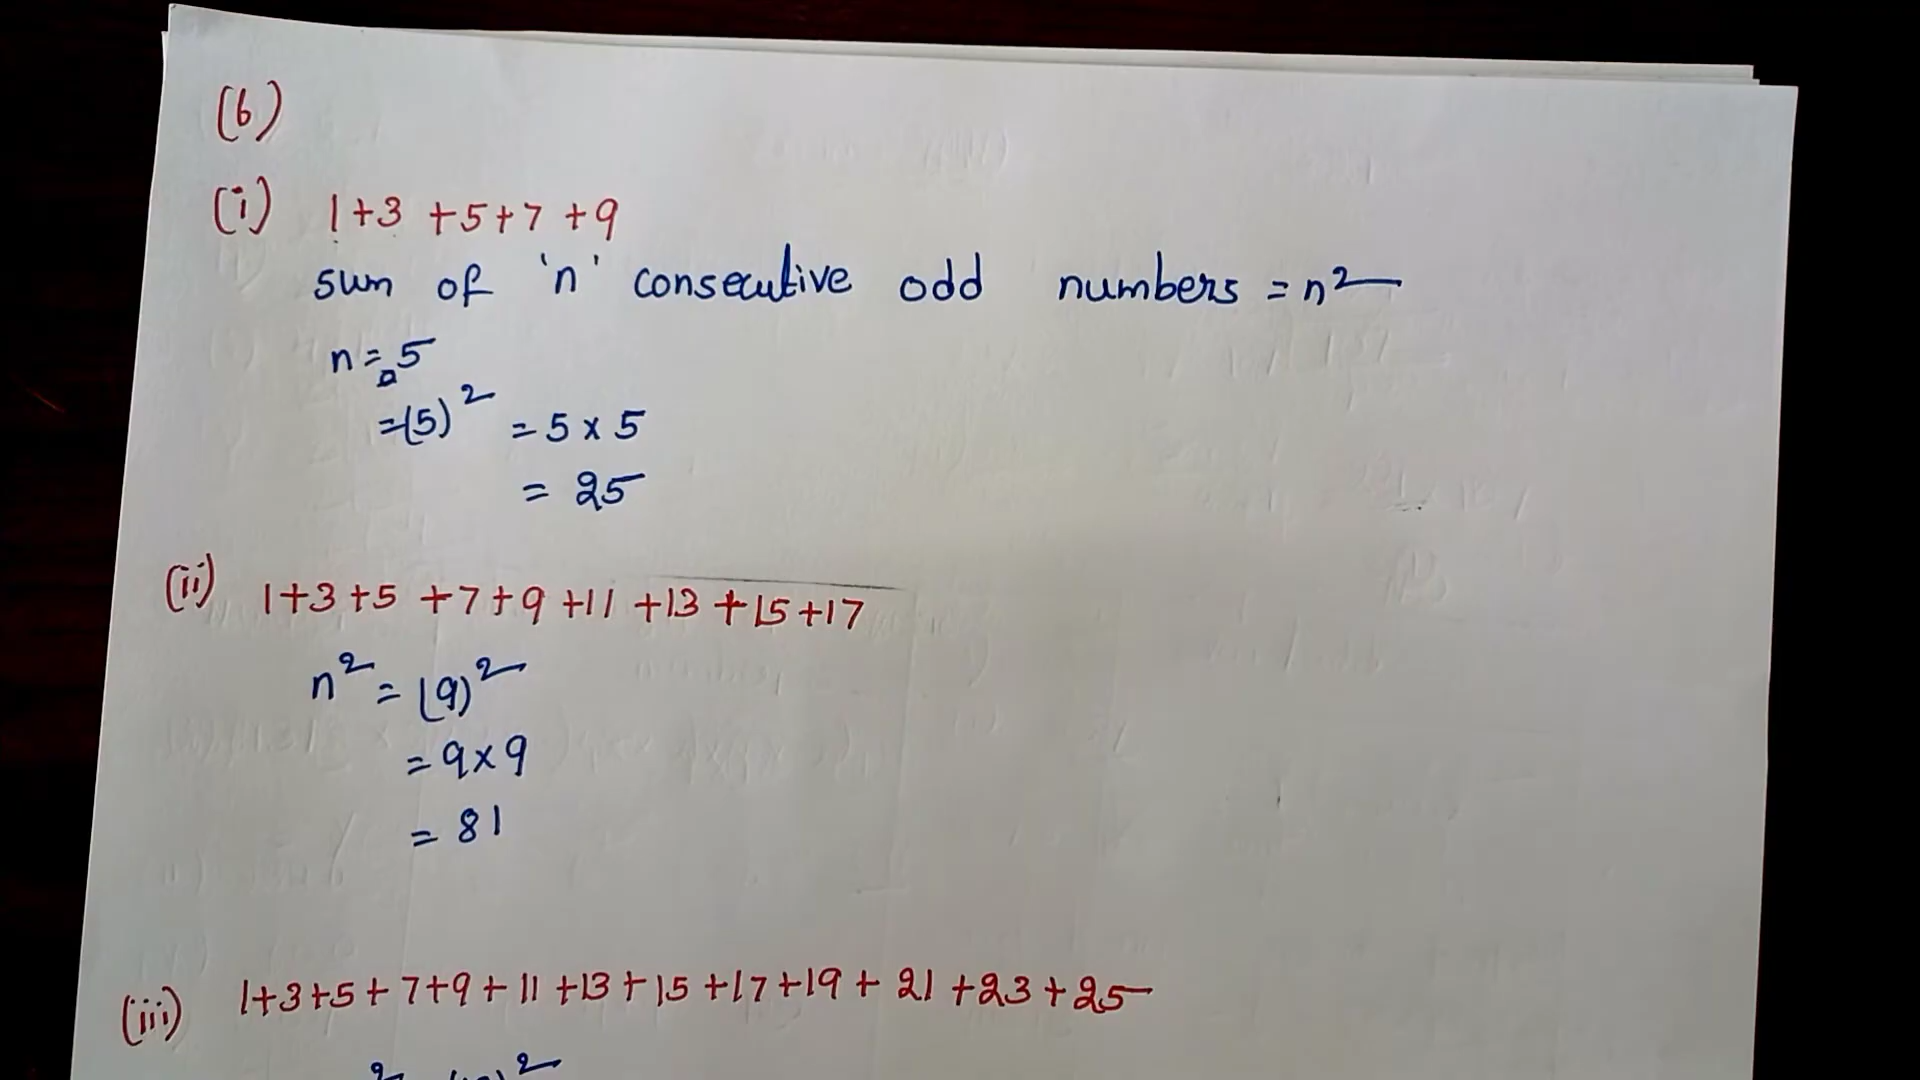 (6)
(i) 1+3 +5+7 +9
sum of 'n' consecutive odd numbers = n²
n = 5
=(5)² = 5 x 5
= 25
(ii) 1+3+5 +7+9 +11 +13 +15+17
n² = (9)²
= 9x9
= 81
(iii) 1+3+5+7+9+11+13+15+17+19+21+23+25